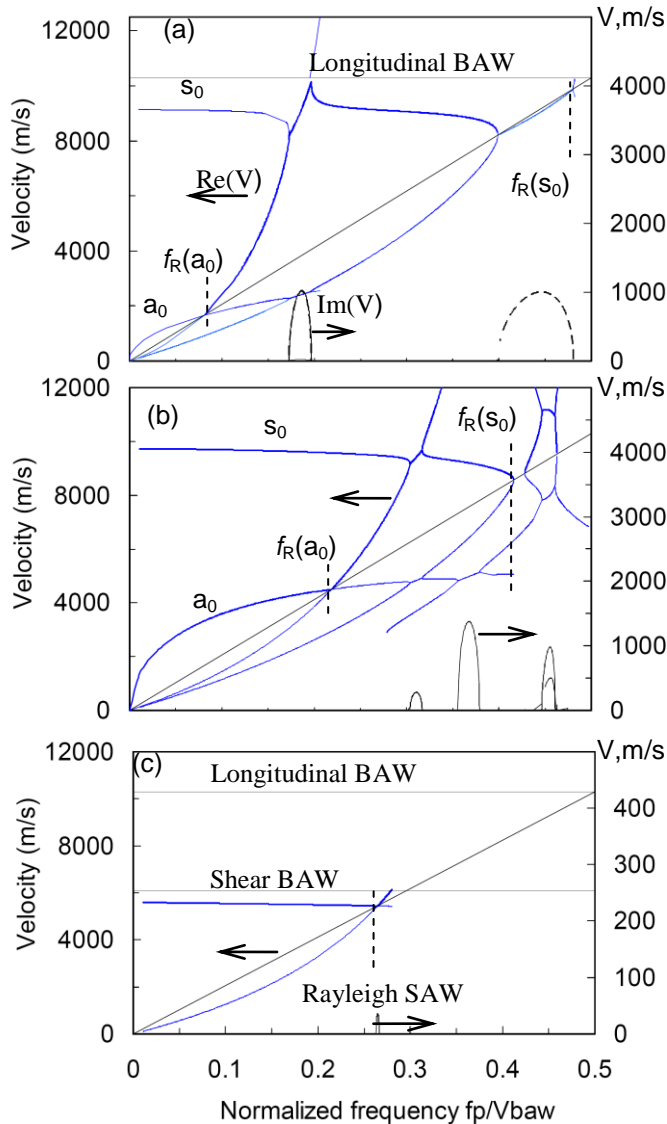 (a)
V,m/s
12000
Longitudinal BAW
s0
4000
8000
Re(V)
3000
fR(s0)
Velocity (m/s)
fR(a0)
2000
4000
a0
Im(V)
1000
0
0
(b)
V,m/s
12000
s0
fR(s0)
4000
8000
3000
Velocity (m/s)
fR(a0)
2000
4000
a0
1000
0
0
(c)
V,m/s
12000
Longitudinal BAW
400
8000
300
Shear BAW
Velocity (m/s)
200
4000
100
Rayleigh SAW
0
0
0
0.1
0.2
0.3
0.4
0.5
Normalized frequency fp/Vbaw